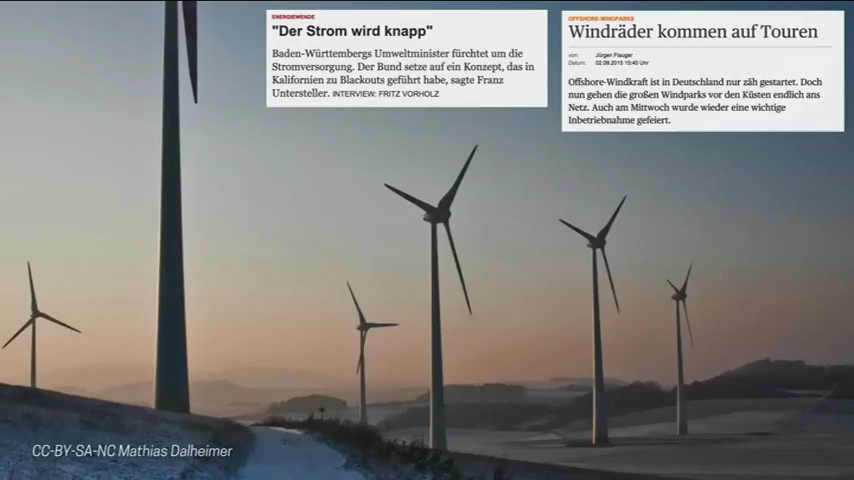 ENERGIEWENDE
"Der Strom wird knapp"
Baden-Württembergs Umweltminister fürchtet um die
Stromversorgung. Der Bund setze auf ein Konzept, das in
Kalifornien zu Blackouts geführt habe, sagte Franz
Untersteller. INTERVIEW: FRITZ VORHOLZ
OFFSHORE-WINDPARKS
Windräder kommen auf Touren
von: Jürgen Flauger
Datum: 02.09.2015 15:40 Uhr
Offshore-Windkraft ist in Deutschland nur zäh gestartet. Doch
nun gehen die großen Windparks vor den Küsten endlich ans
Netz. Auch am Mittwoch wurde wieder eine wichtige
Inbetriebnahme gefeiert.
CC-BY-SA-NC Mathias Dalheimer